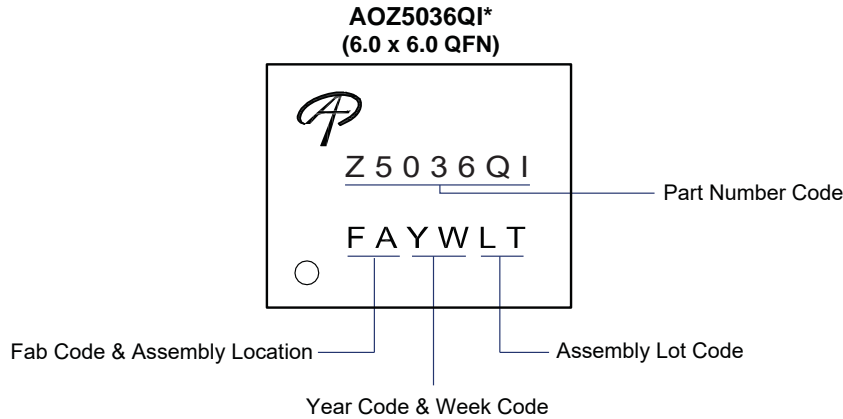 AOZ5036QI*
(6.0 x 6.0 QFN)
Z5036QI
Part Number Code
FAYWLT
Fab Code & Assembly Location
Assembly Lot Code
Year Code & Week Code